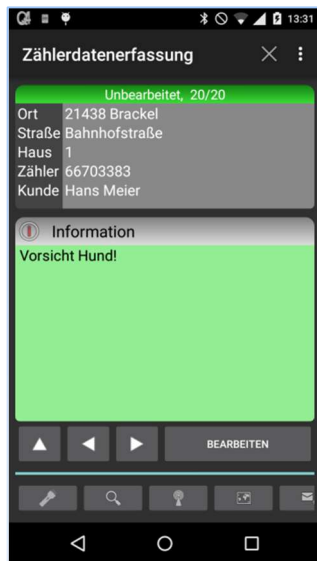 13:31
Zählerdatenerfassung
Unbearbeitet, 20/20
Ort 21438 Brackel
Straße Bahnhofstraße
Haus 1
Zähler 66703383
Kunde Hans Meier
Information
Vorsicht Hund!
BEARBEITEN